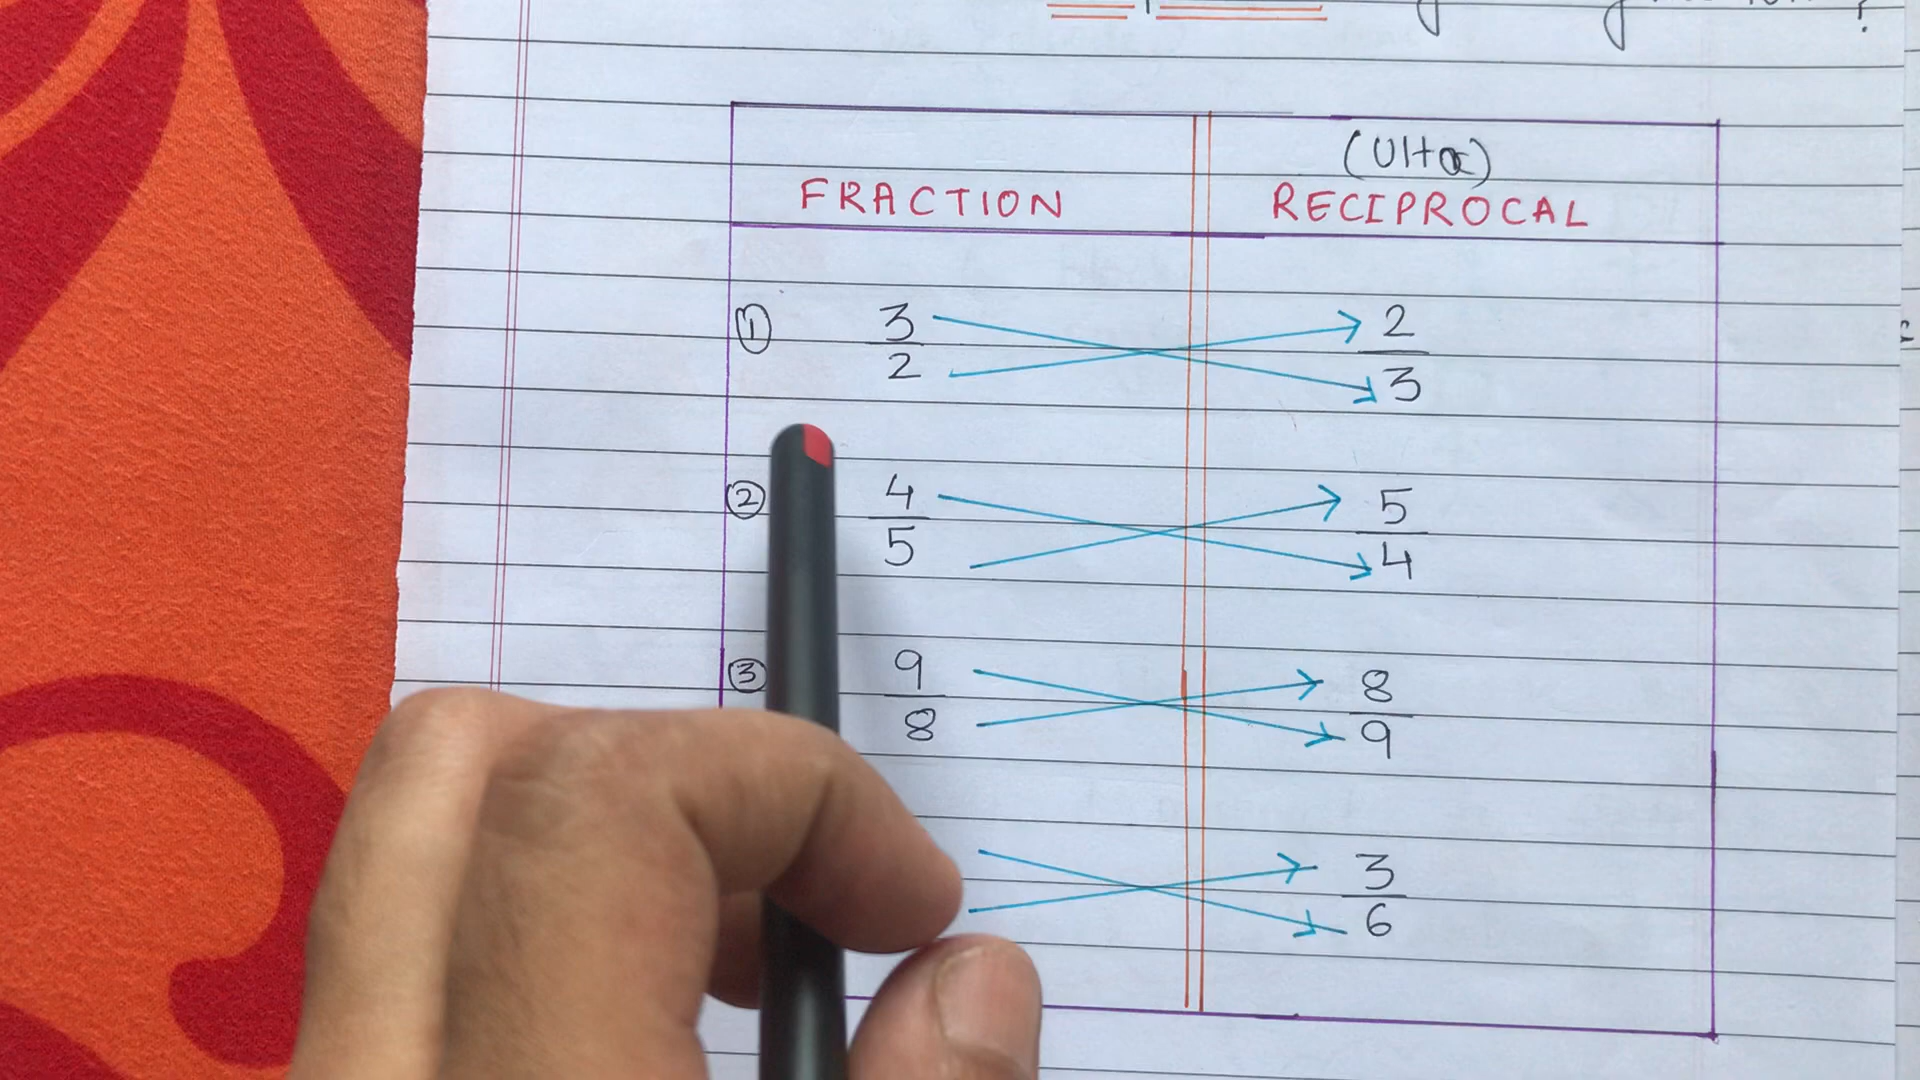 (Ulta)
FRACTION RECIPROCAL
① 3/2 2/3
② 4/5 5/4
③ 9/8 8/9
3/6